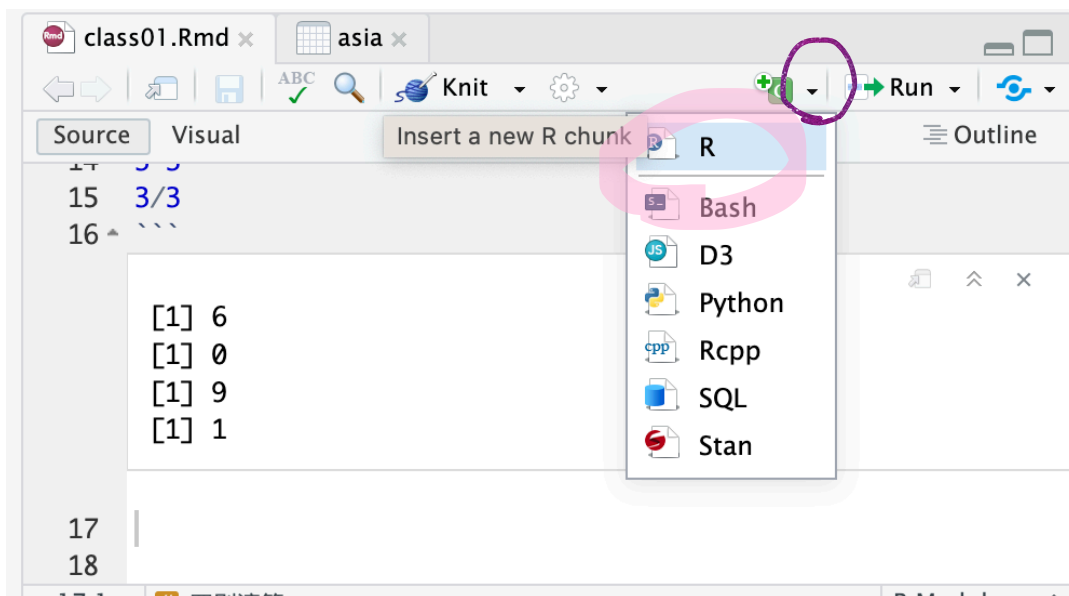 class01.Rmd asia
ABC Knit Run
Source Visual Insert a new R chunk R Outline
15 3/3
16 ```
Bash
D3
Python
Rcpp
SQL
Stan
[1] 6
[1] 0
[1] 9
[1] 1
17
18